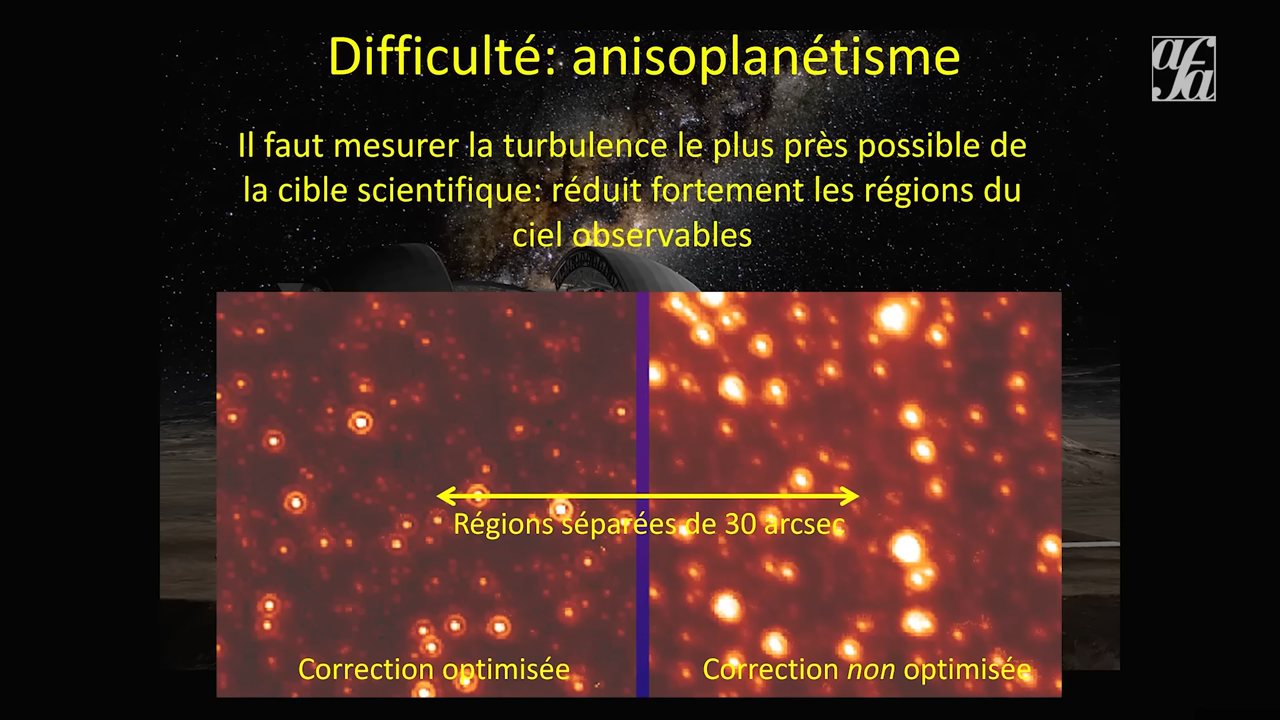 Difficulté: anisoplanétisme
afa
Il faut mesurer la turbulence le plus près possible de
la cible scientifique: réduit fortement les régions du
ciel observables
Régions séparées de 30 arcsec
Correction optimisée
Correction non optimisée